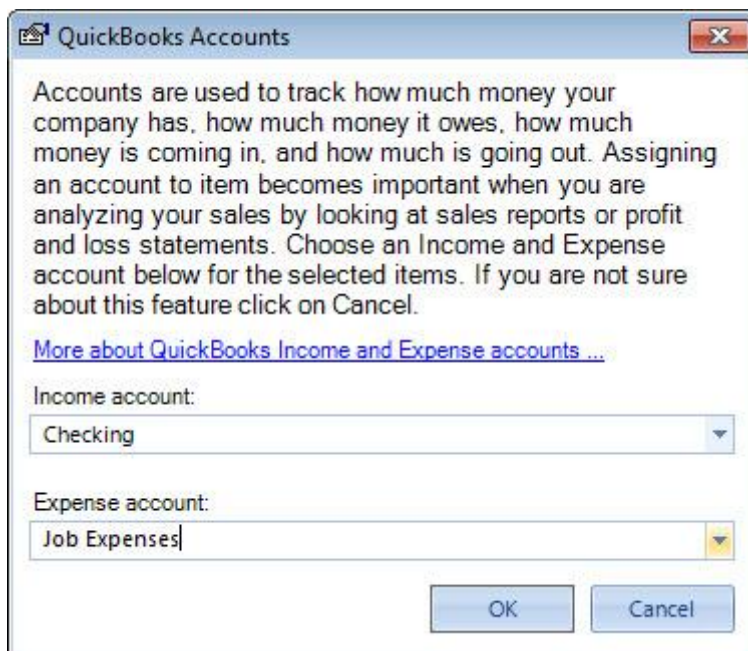 QuickBooks Accounts
Accounts are used to track how much money your
company has, how much money it owes, how much
money is coming in, and how much is going out. Assigning
an account to item becomes important when you are
analyzing your sales by looking at sales reports or profit
and loss statements. Choose an Income and Expense
account below for the selected items. If you are not sure
about this feature click on Cancel.
More about QuickBooks Income and Expense accounts ...
Income account:
Checking
Expense account:
Job Expenses
OK
Cancel